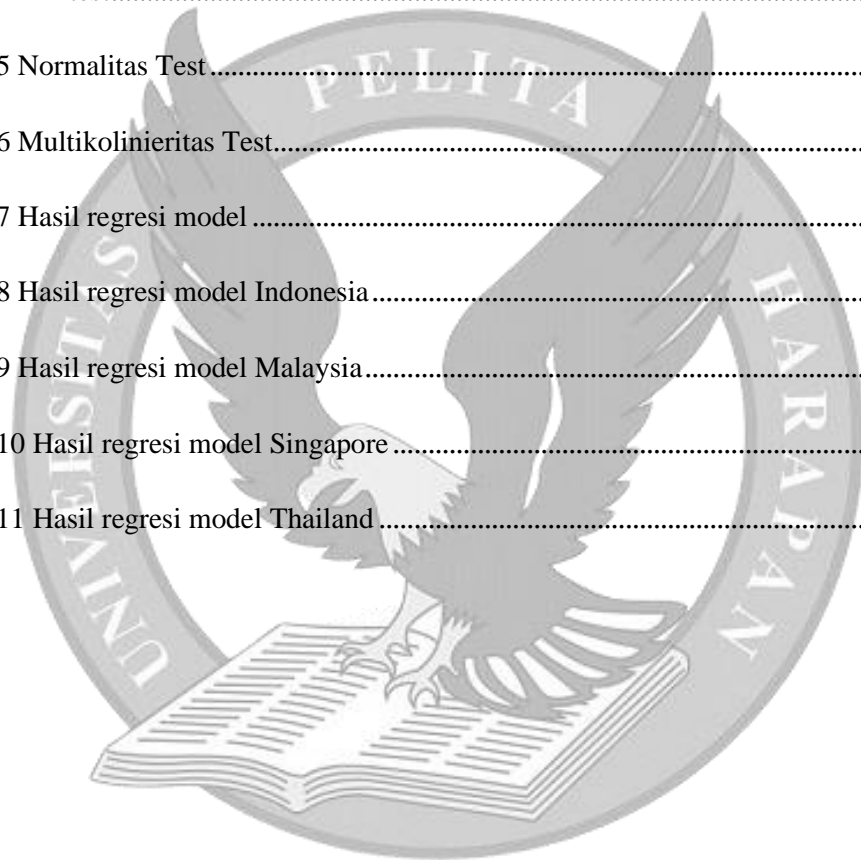 5 Normalitas Test........................................................................
6 Multikolinieritas Test...............................................................
7 Hasil regresi model..................................................................
8 Hasil regresi model Indonesia..................................................
9 Hasil regresi model Malaysia...................................................
10 Hasil regresi model Singapore...............................................
11 Hasil regresi model Thailand.................................................
UNIVERSITAS PELITA HARAPAN